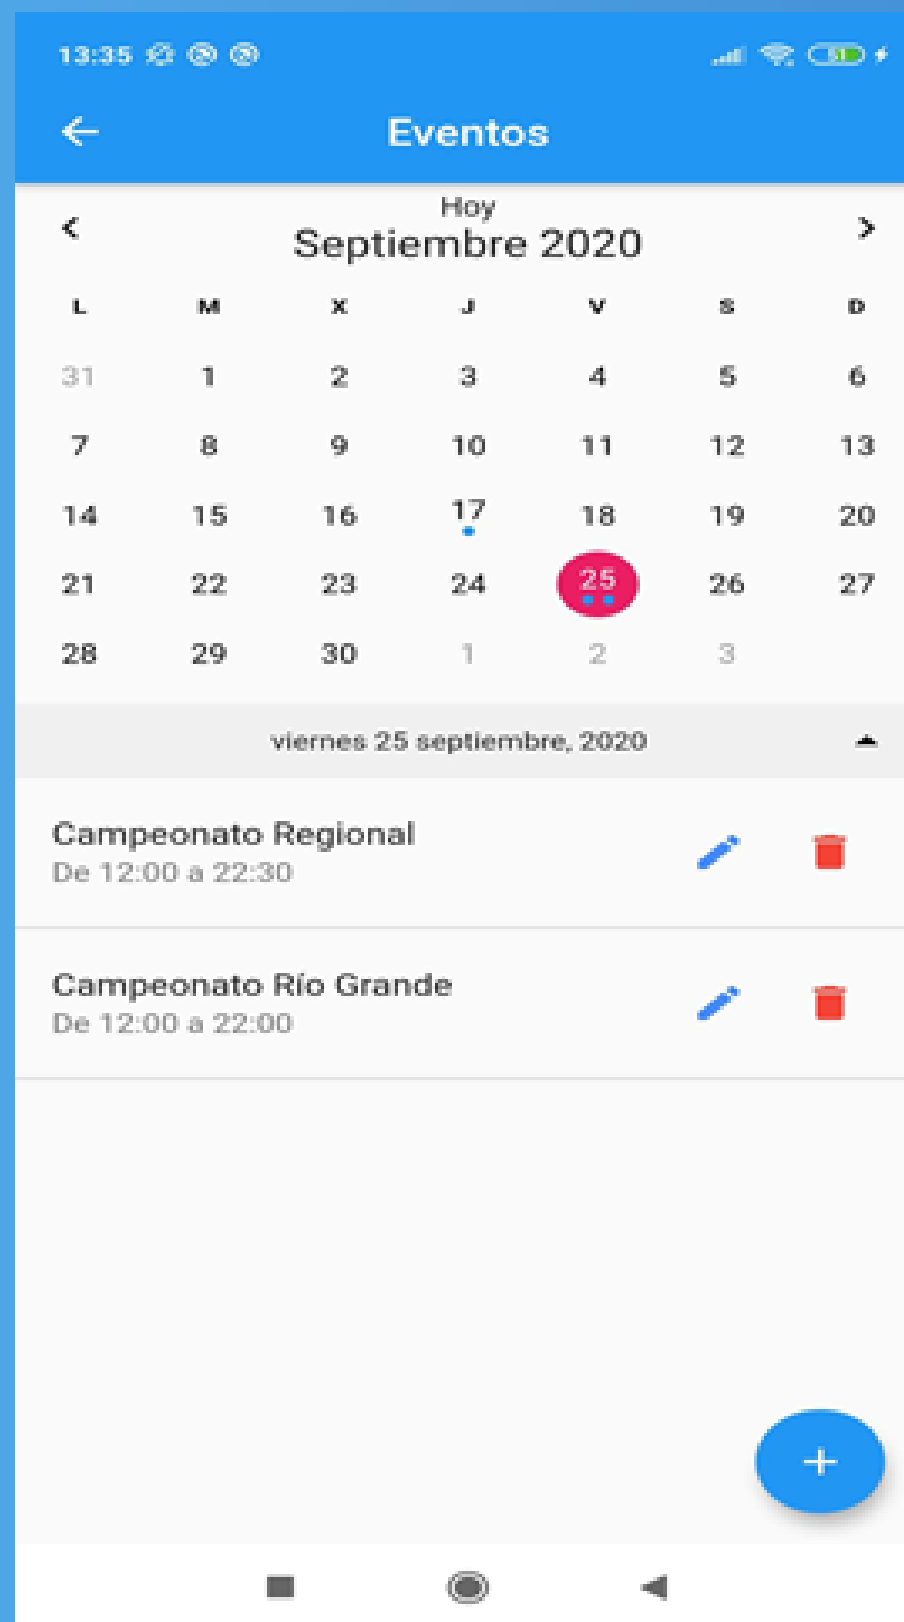 13:35
Eventos
Hoy
Septiembre 2020
L M X J V S D
31 1 2 3 4 5 6
7 8 9 10 11 12 13
14 15 16 17 18 19 20
21 22 23 24 25 26 27
28 29 30 1 2 3
viernes 25 septiembre, 2020
Campeonato Regional
De 12:00 a 22:30
Campeonato Río Grande
De 12:00 a 22:00